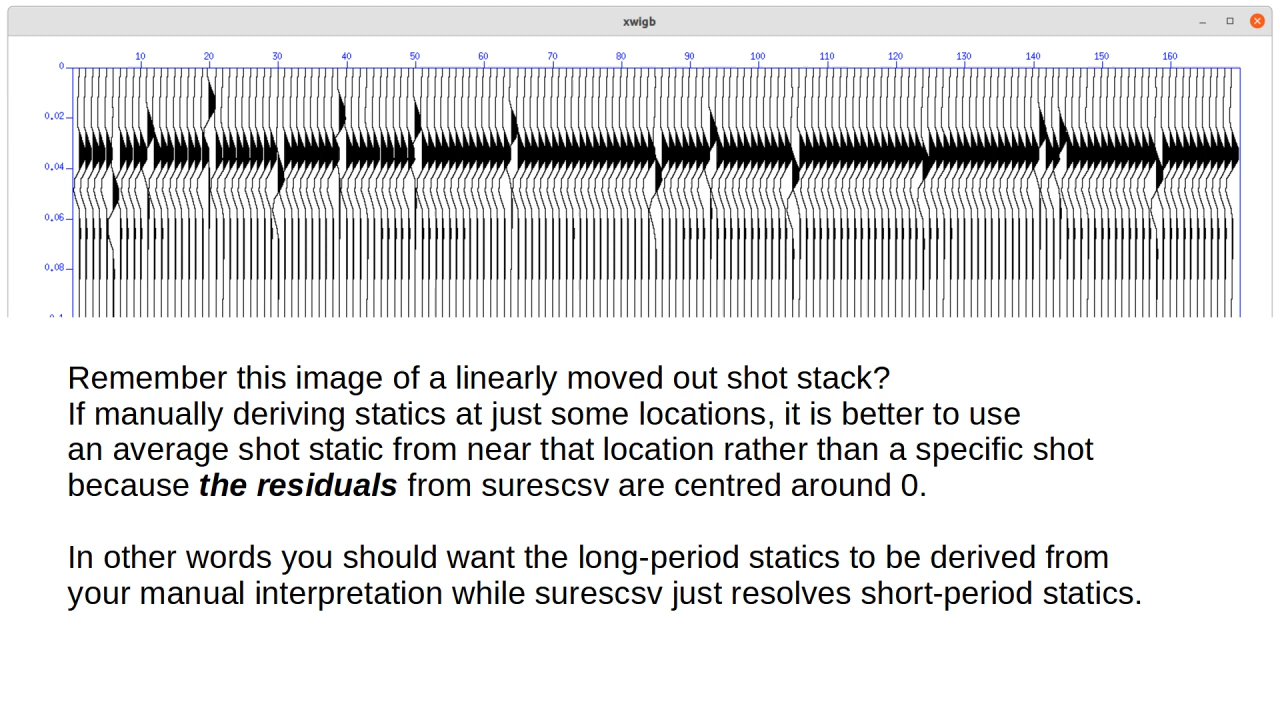 xwigb
10 20 30 40 50 60 70 80 90 100 110 120 130 140 150 160
0
0.02
0.04
0.06
0.08
0.1
Remember this image of a linearly moved out shot stack?
If manually deriving statics at just some locations, it is better to use
an average shot static from near that location rather than a specific shot
because the residuals from surescsv are centred around 0.
In other words you should want the long-period statics to be derived from
your manual interpretation while surescsv just resolves short-period statics.